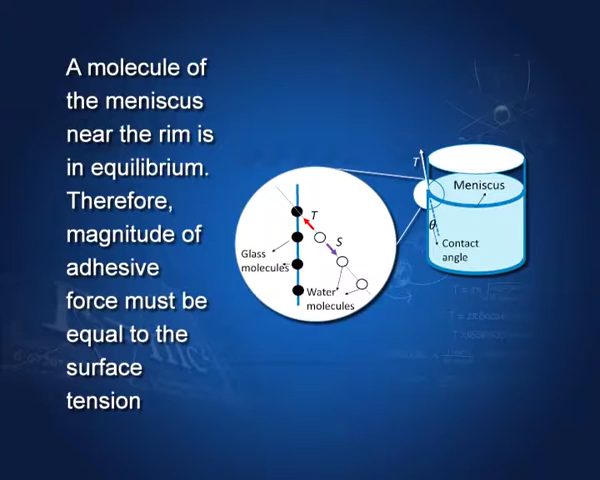 A molecule of
the meniscus
near the rim is
in equilibrium.
Therefore,
magnitude of
adhesive
force must be
equal to the
surface
tension
T
Meniscus
θ
Contact
angle
T
S
Glass
molecules
Water
molecules